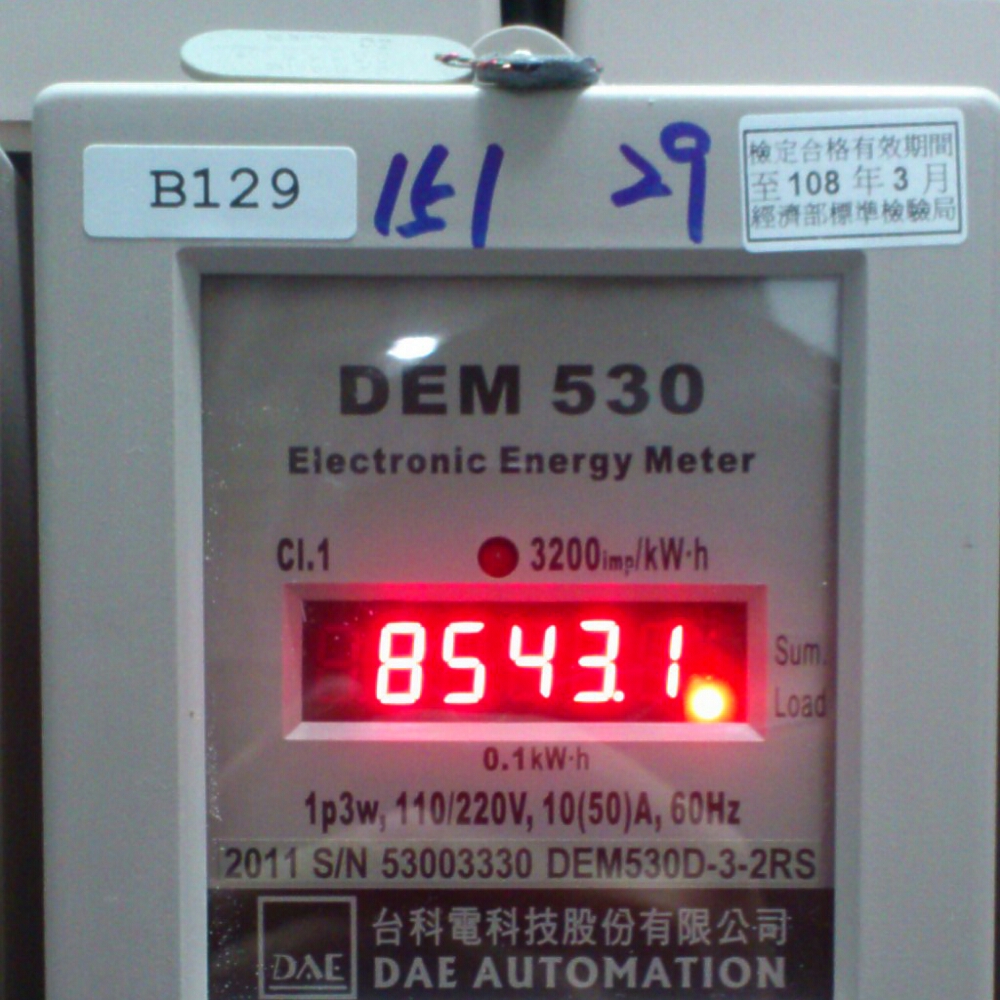 B129
151
29
檢定合格有效期間
至 108 年 3 月
經濟部標準檢驗局
DEM 530
Electronic Energy Meter
Cl.1
3200imp/kW·h
8543.1
Sum.
Load
0.1kW·h
1p3w, 110/220V, 10(50)A, 60Hz
2011 S/N 53003330 DEM530D-3-2RS
台科電科技股份有限公司
DAE
DAE AUTOMATION